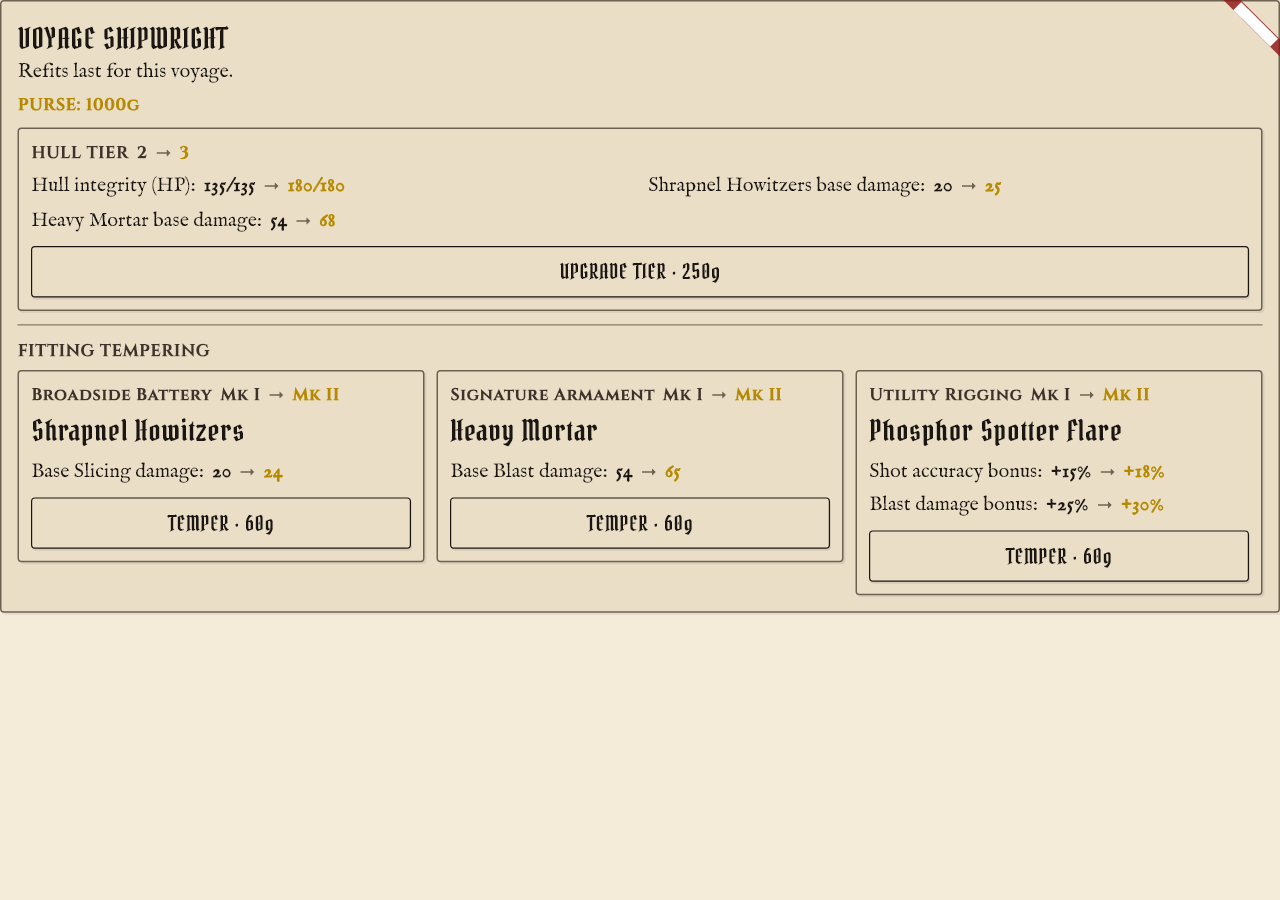 VOYAGE SHIPWRIGHT
Refits last for this voyage.
PURSE: 1000G
HULL TIER 2 → 3
Hull integrity (HP): 135/135 → 180/180
Shrapnel Howitzers base damage: 20 → 25
Heavy Mortar base damage: 54 → 68
UPGRADE TIER · 250g
FITTING TEMPERING
BROADSIDE BATTERY MK I → MK II
Shrapnel Howitzers
Base Slicing damage: 20 → 24
TEMPER · 60g
SIGNATURE ARMAMENT MK I → MK II
Heavy Mortar
Base Blast damage: 54 → 65
TEMPER · 60g
UTILITY RIGGING MK I → MK II
Phosphor Spotter Flare
Shot accuracy bonus: +15% → +18%
Blast damage bonus: +25% → +30%
TEMPER · 60g